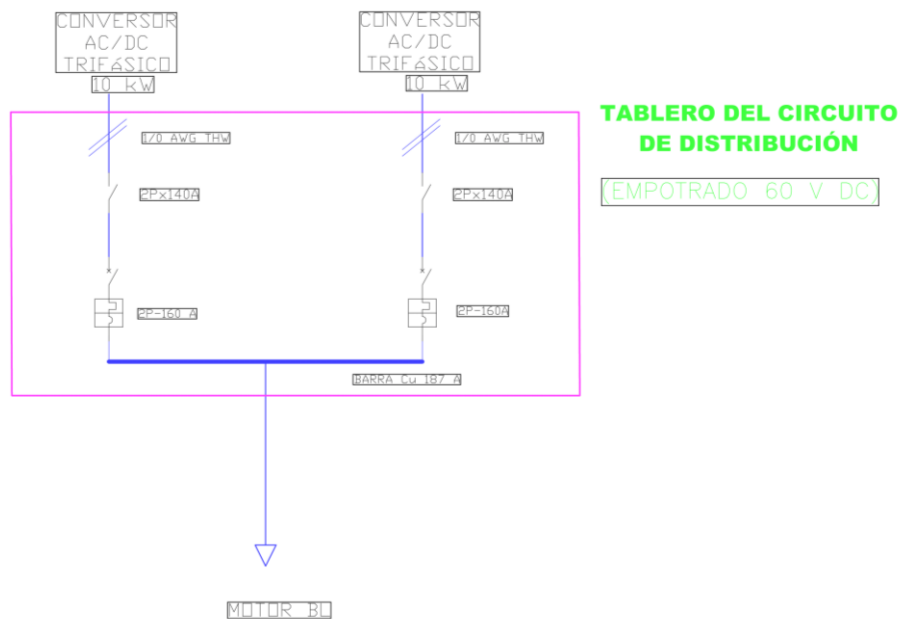 CONVERSOR
AC/DC
TRIFáSICO
10 kW
CONVERSOR
AC/DC
TRIFáSICO
10 kW
TABLERO DEL CIRCUITO
DE DISTRIBUCIÓN
(EMPOTRADO 60 V DC)
1/0 AWG THW
1/0 AWG THW
2Px140A
2Px140A
2P-160 A
2P-160A
BARRA Cu 187 A
MOTOR BO